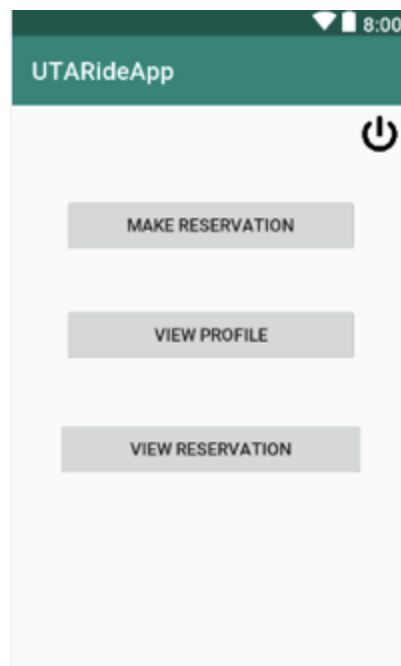 8:00
UTARideApp
MAKE RESERVATION
VIEW PROFILE
VIEW RESERVATION